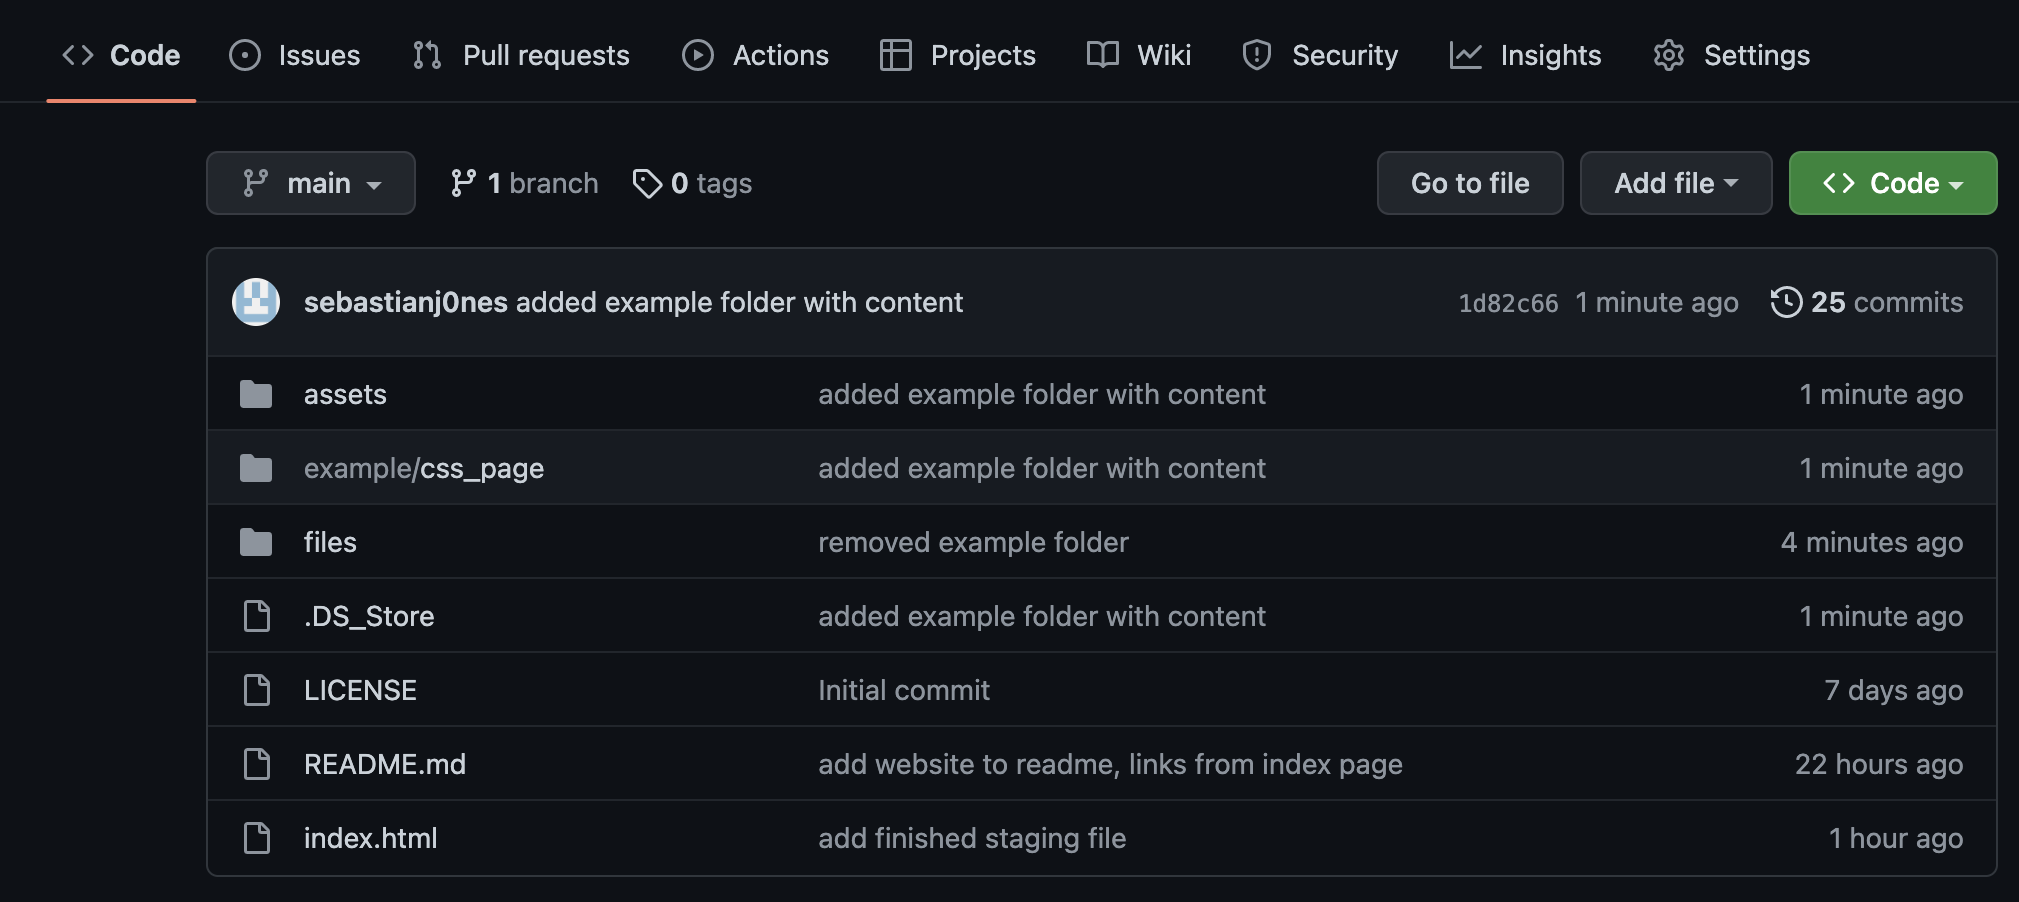 Code Issues Pull requests Actions Projects Wiki Security Insights Settings
main 1 branch 0 tags Go to file Add file Code
sebastianj0nes added example folder with content 1d82c66 1 minute ago 25 commits
assets added example folder with content 1 minute ago
example/css_page added example folder with content 1 minute ago
files removed example folder 4 minutes ago
.DS_Store added example folder with content 1 minute ago
LICENSE Initial commit 7 days ago
README.md add website to readme, links from index page 22 hours ago
index.html add finished staging file 1 hour ago